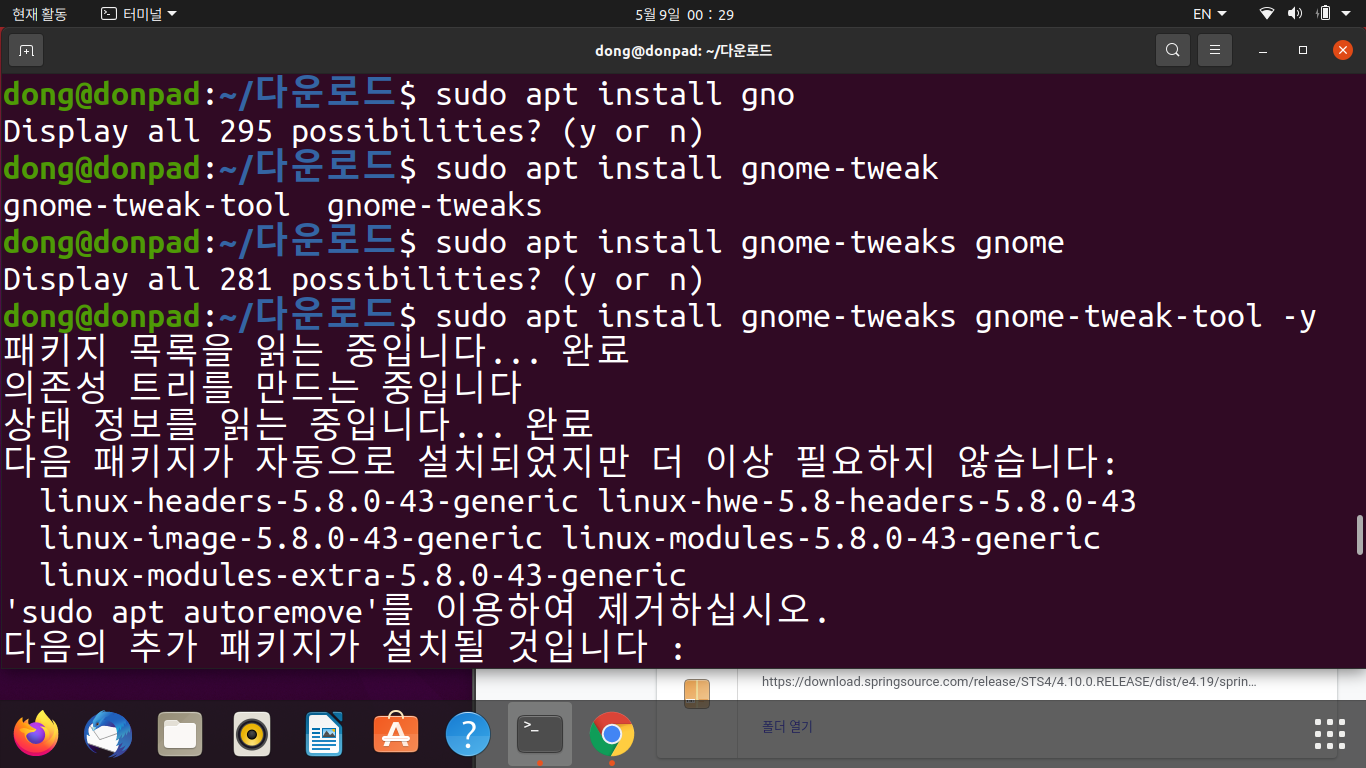 현재 활동 터미널 5월 9일 00 : 29 EN
dong@donpad: ~/다운로드
dong@donpad:~/다운로드$ sudo apt install gno
Display all 295 possibilities? (y or n)
dong@donpad:~/다운로드$ sudo apt install gnome-tweak
gnome-tweak-tool  gnome-tweaks
dong@donpad:~/다운로드$ sudo apt install gnome-tweaks gnome
Display all 281 possibilities? (y or n)
dong@donpad:~/다운로드$ sudo apt install gnome-tweaks gnome-tweak-tool -y
패키지 목록을 읽는 중입니다... 완료
의존성 트리를 만드는 중입니다
상태 정보를 읽는 중입니다... 완료
다음 패키지가 자동으로 설치되었지만 더 이상 필요하지 않습니다:
  linux-headers-5.8.0-43-generic linux-hwe-5.8-headers-5.8.0-43
  linux-image-5.8.0-43-generic linux-modules-5.8.0-43-generic
  linux-modules-extra-5.8.0-43-generic
'sudo apt autoremove'를 이용하여 제거하십시오.
다음의 추가 패키지가 설치될 것입니다 :
https://download.springsource.com/release/STS4/4.10.0.RELEASE/dist/e4.19/sprin…
폴더 열기